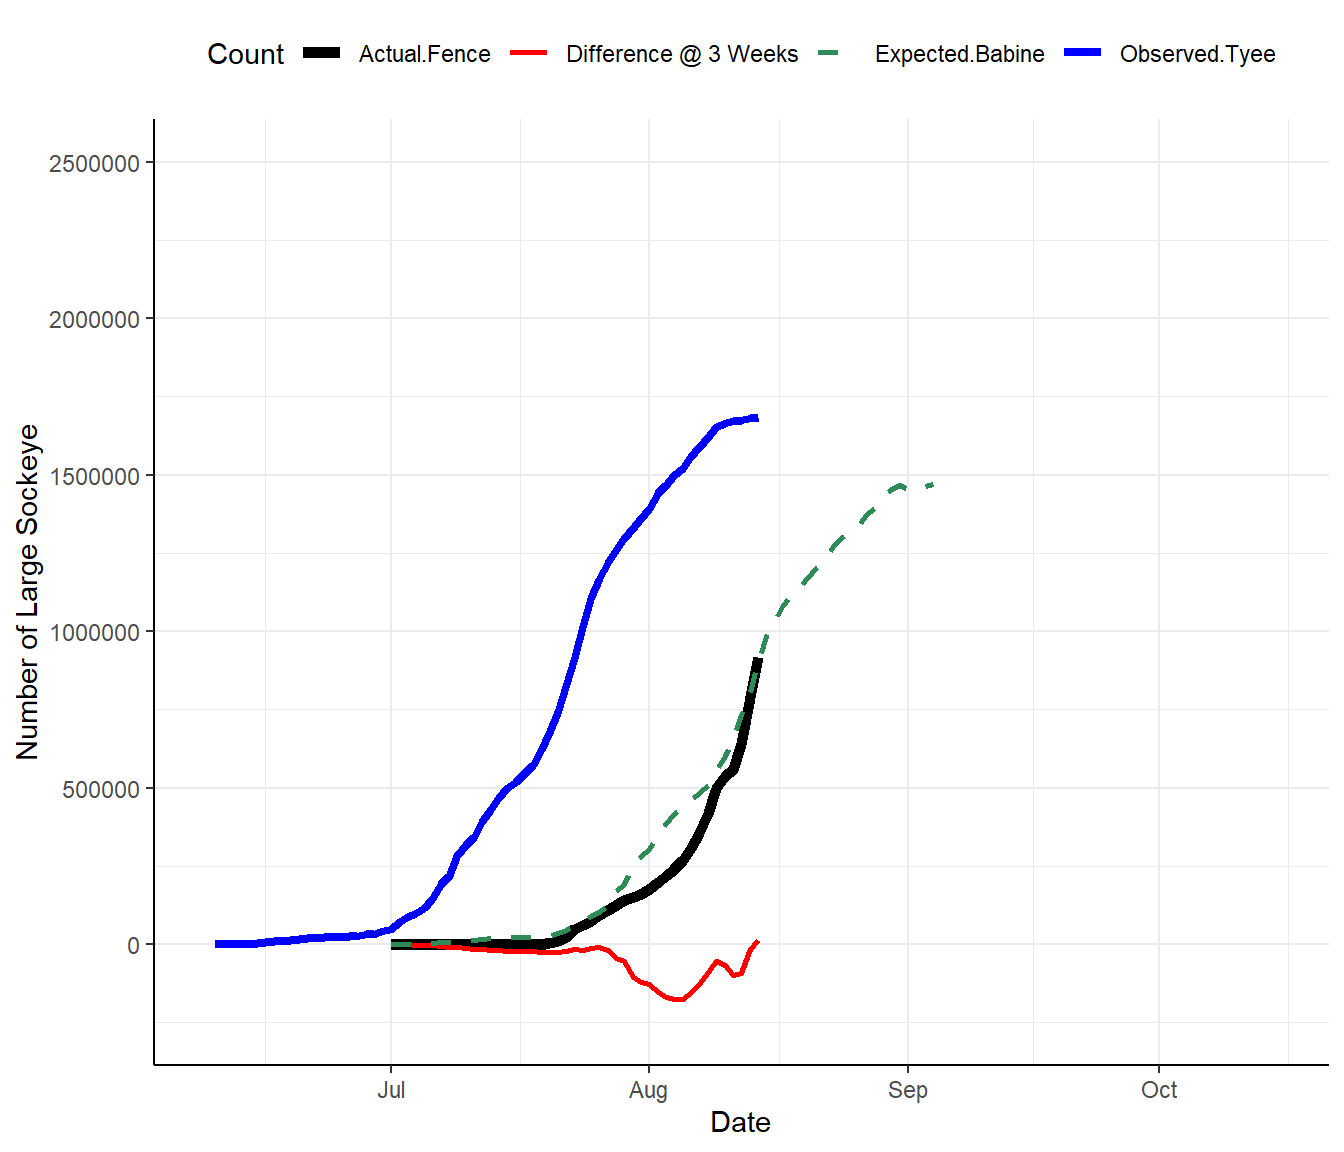 Count Actual.Fence Difference @ 3 Weeks Expected.Babine Observed.Tyee
Number of Large Sockeye
2500000
2000000
1500000
1000000
500000
0
Jul Aug Sep Oct
Date